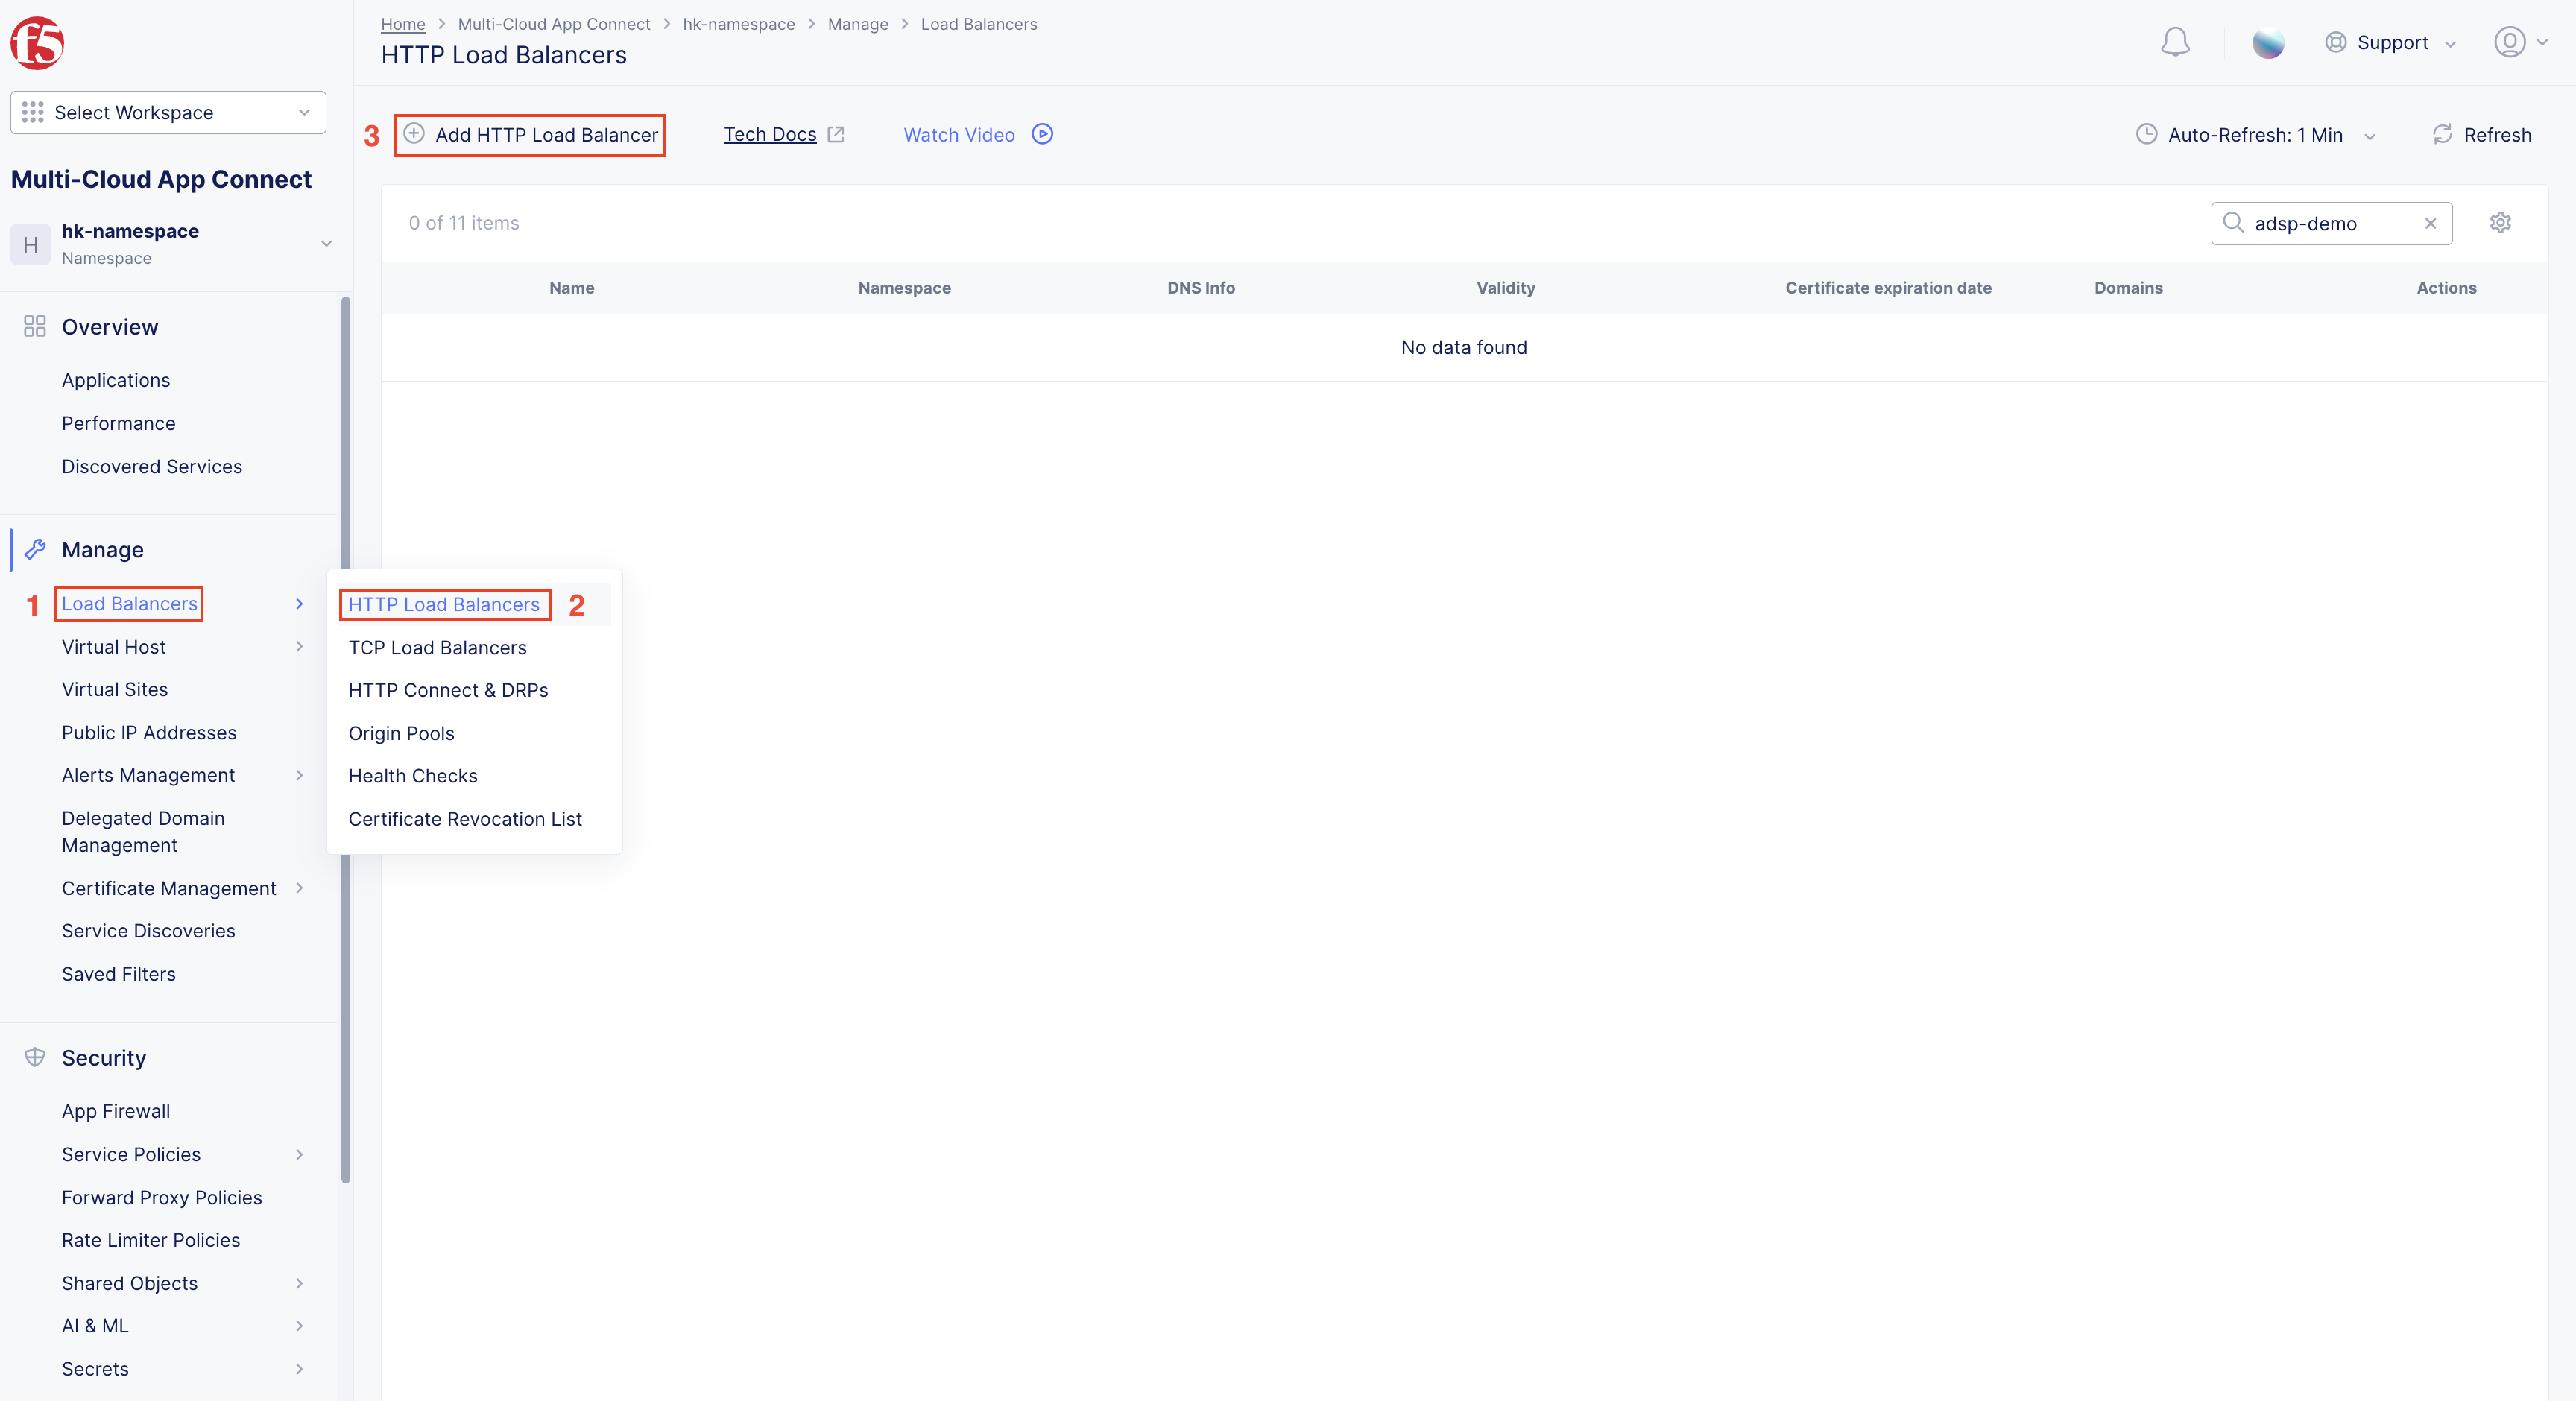 f5
Home > Multi-Cloud App Connect > hk-namespace > Manage > Load Balancers
HTTP Load Balancers
Support
Select Workspace
3 Add HTTP Load Balancer
Tech Docs
Watch Video
Auto-Refresh: 1 Min
Refresh
Multi-Cloud App Connect
H
hk-namespace
Namespace
0 of 11 items
adsp-demo
Name Namespace DNS Info Validity Certificate expiration date Domains Actions
No data found
Overview
Applications
Performance
Discovered Services
Manage
1 Load Balancers
HTTP Load Balancers 2
TCP Load Balancers
HTTP Connect & DRPs
Origin Pools
Health Checks
Certificate Revocation List
Virtual Host
Virtual Sites
Public IP Addresses
Alerts Management
Delegated Domain
Management
Certificate Management
Service Discoveries
Saved Filters
Security
App Firewall
Service Policies
Forward Proxy Policies
Rate Limiter Policies
Shared Objects
AI & ML
Secrets